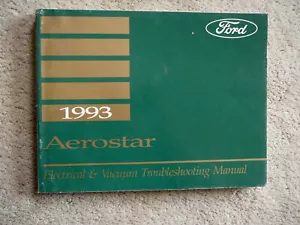 Ford
1993
Aerostar
Electrical & Vacuum Troubleshooting Manual